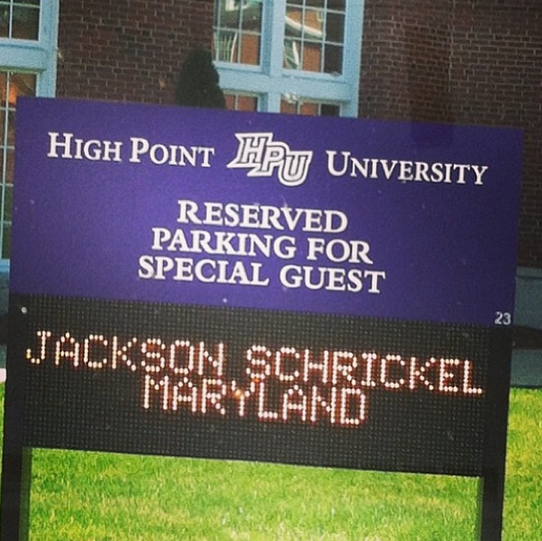 HIGH POINT HPU UNIVERSITY
RESERVED
PARKING FOR
SPECIAL GUEST
23
JACKSON SCHRICKEL
MARYLAND